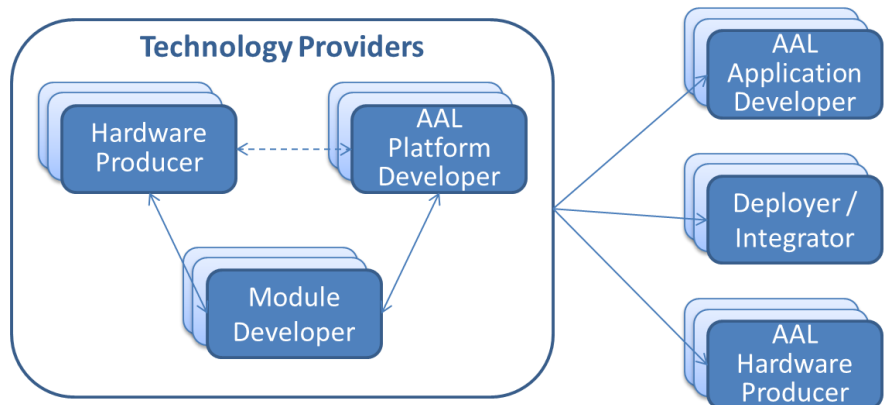 Technology Providers
Hardware
Producer
AAL
Platform
Developer
Module
Developer
AAL
Application
Developer
Deployer /
Integrator
AAL
Hardware
Producer